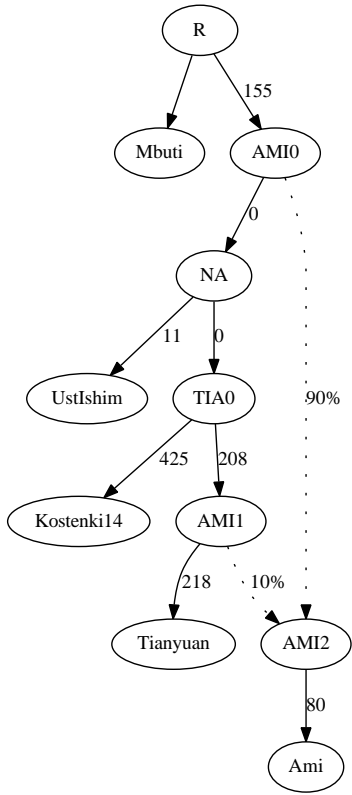 R
155
Mbuti
AMI0
0
NA
11
0
UstIshim
TIA0
90%
425
208
Kostenki14
AMI1
218
10%
Tianyuan
AMI2
80
Ami